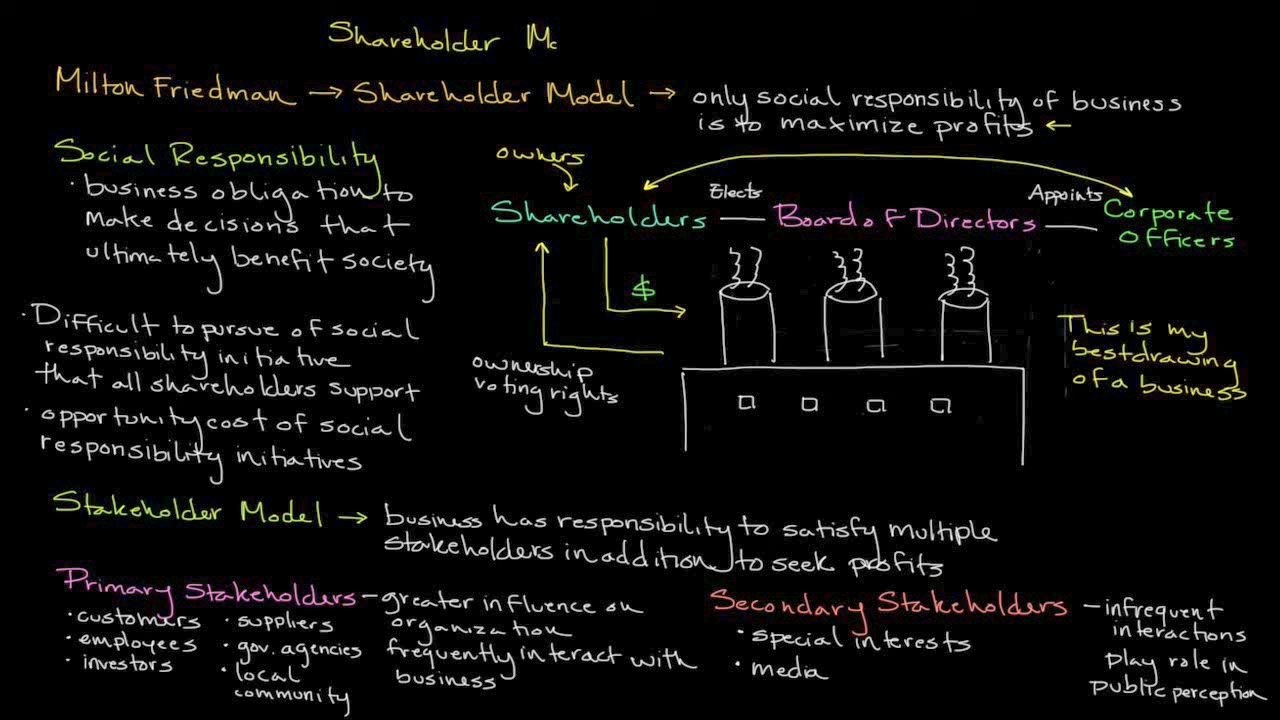 Shareholder Mc
Milton Friedman → Shareholder Model → only social responsibility of business
is to maximize profits ←
Social Responsibility
· business obligation to
make decisions that
ultimately benefit society
· Difficult to pursue of social
responsibility initiative
that all shareholders support
· opportunity cost of social
responsibility initiatives
owners
Shareholders — Elects — Board of Directors — Appoints — Corporate
Officers
$
ownership
voting rights
This is my
best drawing
of a business
Stakeholder Model → business has responsibility to satisfy multiple
stakeholders in addition to seek profits
Primary Stakeholders – greater influence on
organization
frequently interact with
business
· customers
· employees
· investors
· suppliers
· gov. agencies
· local
community
Secondary Stakeholders – infrequent
interactions
play role in
public perception
· special interests
· media